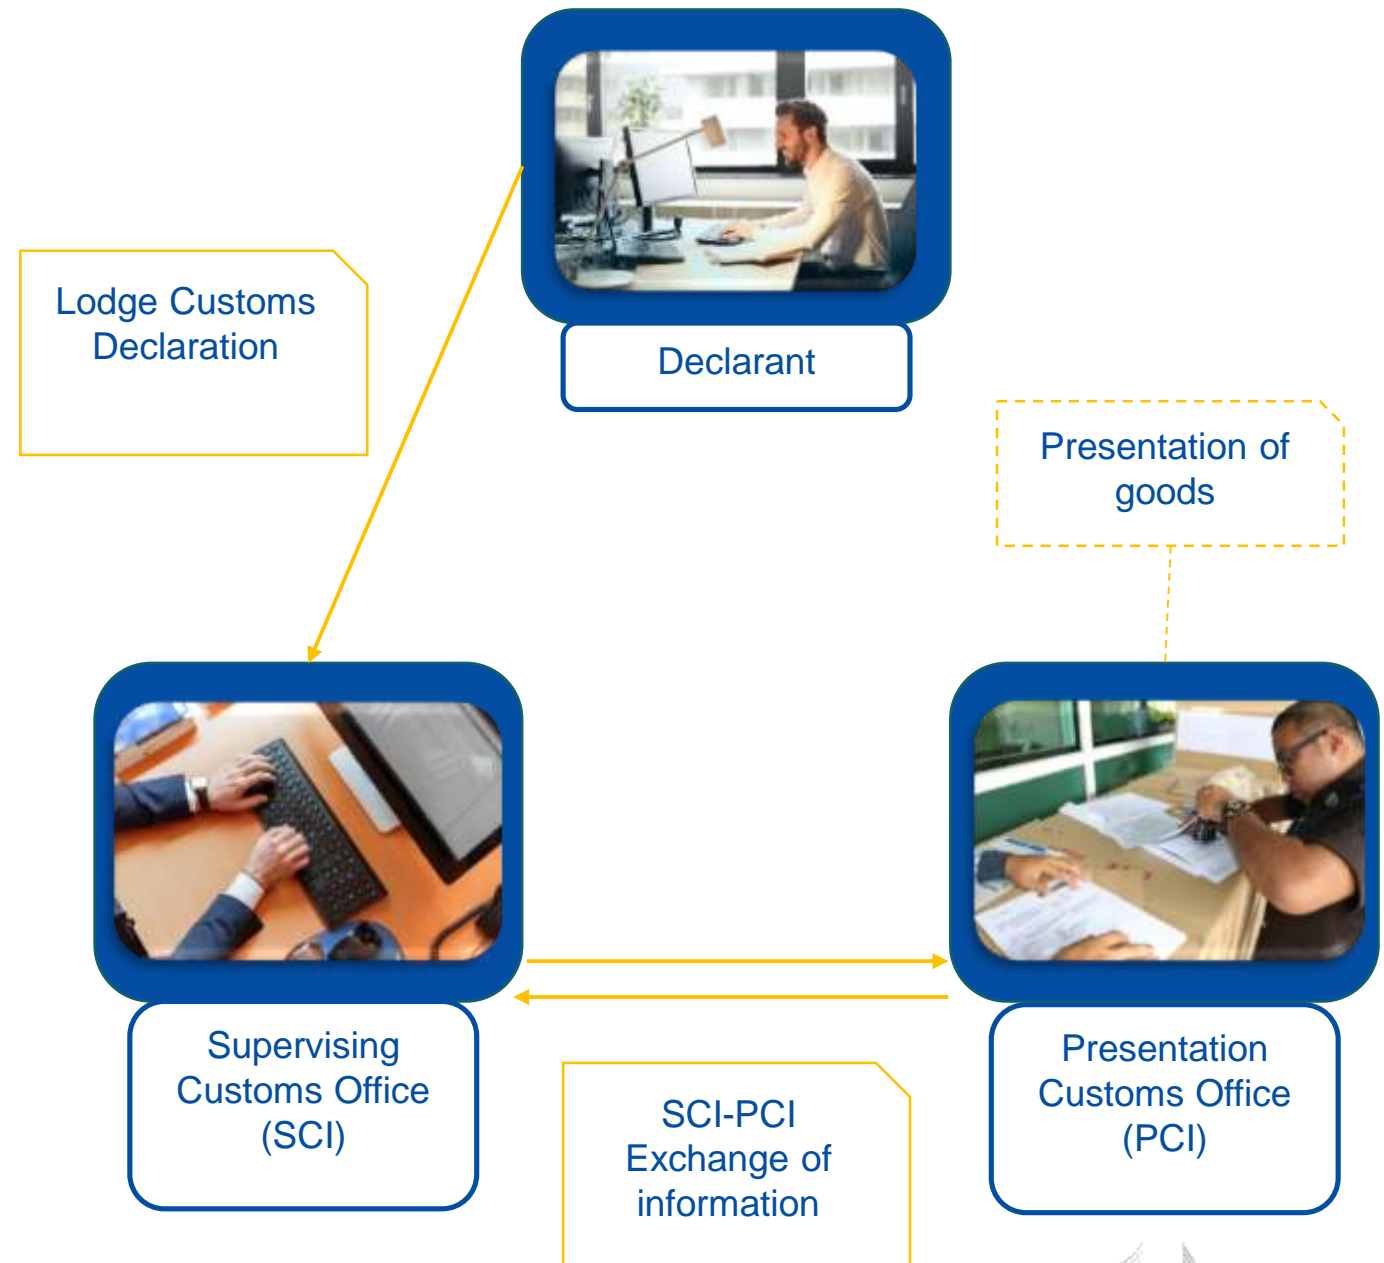 Lodge Customs
Declaration
Declarant
Presentation of
goods
Supervising
Customs Office
(SCI)
SCI-PCI
Exchange of
information
Presentation
Customs Office
(PCI)